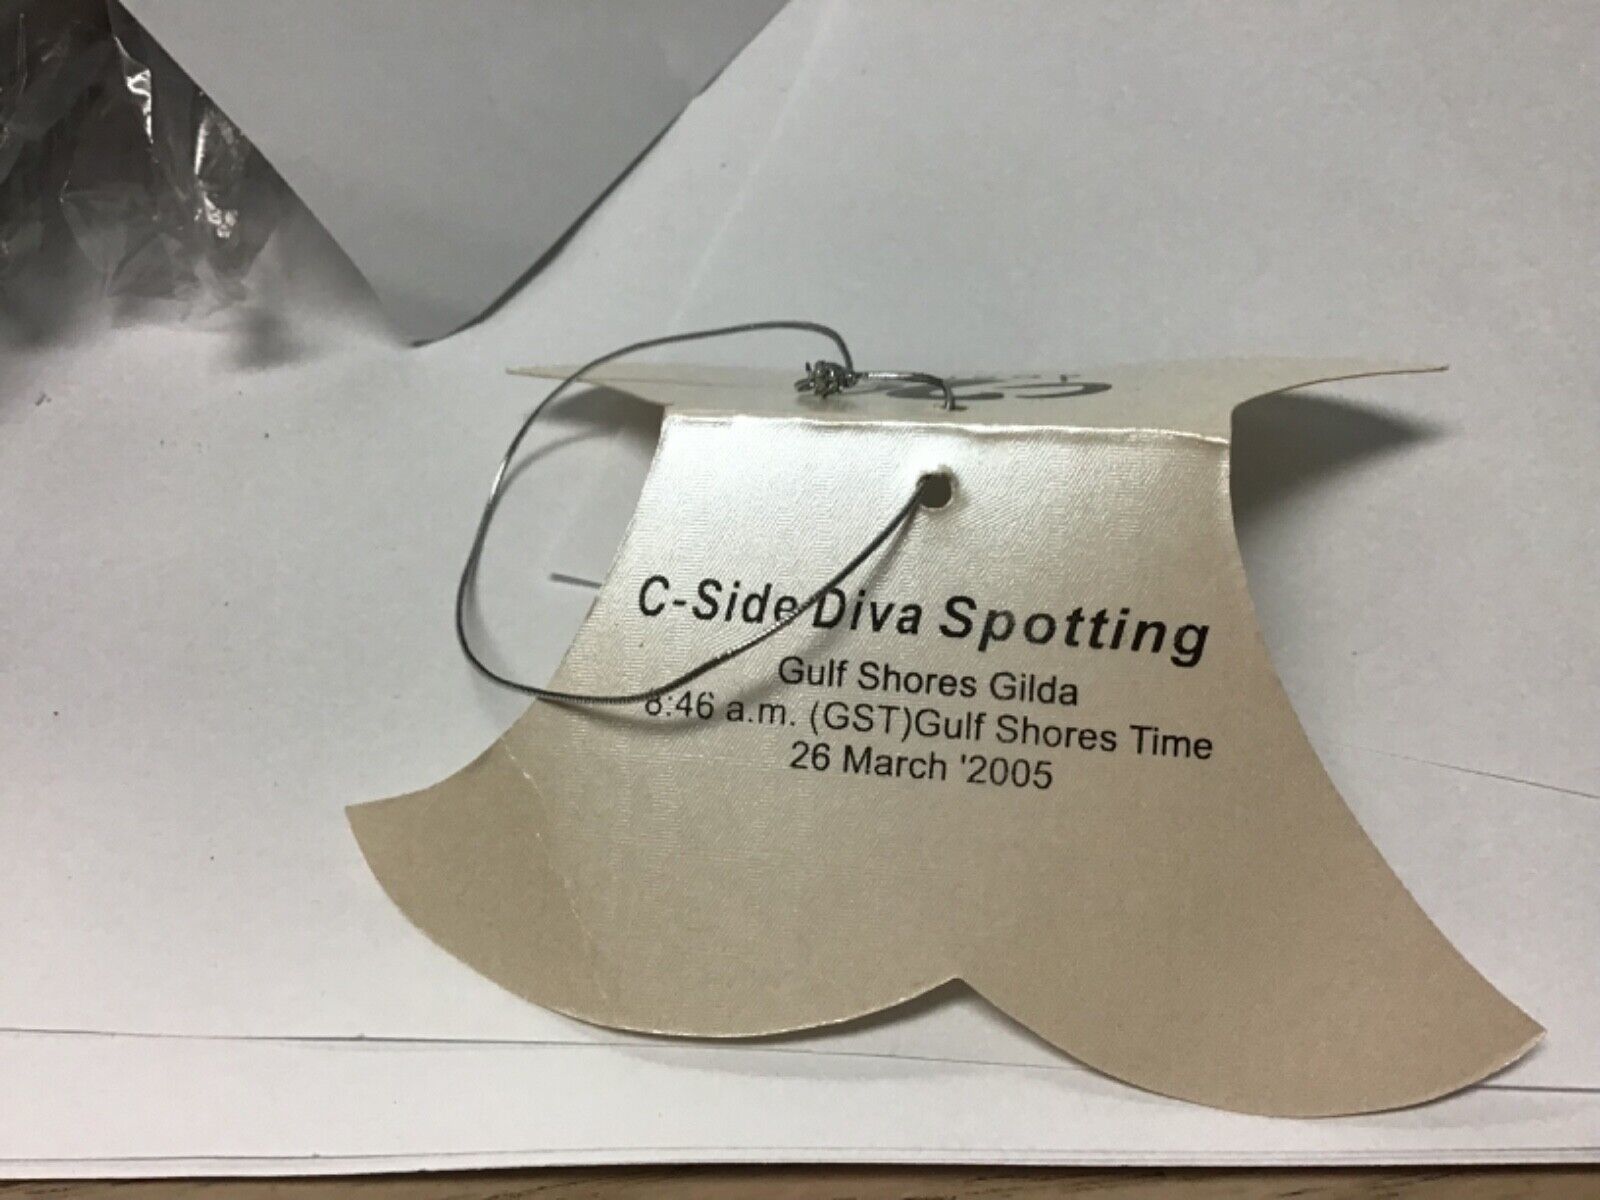 C-Side Diva Spotting
Gulf Shores Gilda
8:46 a.m. (GST)Gulf Shores Time
26 March '2005